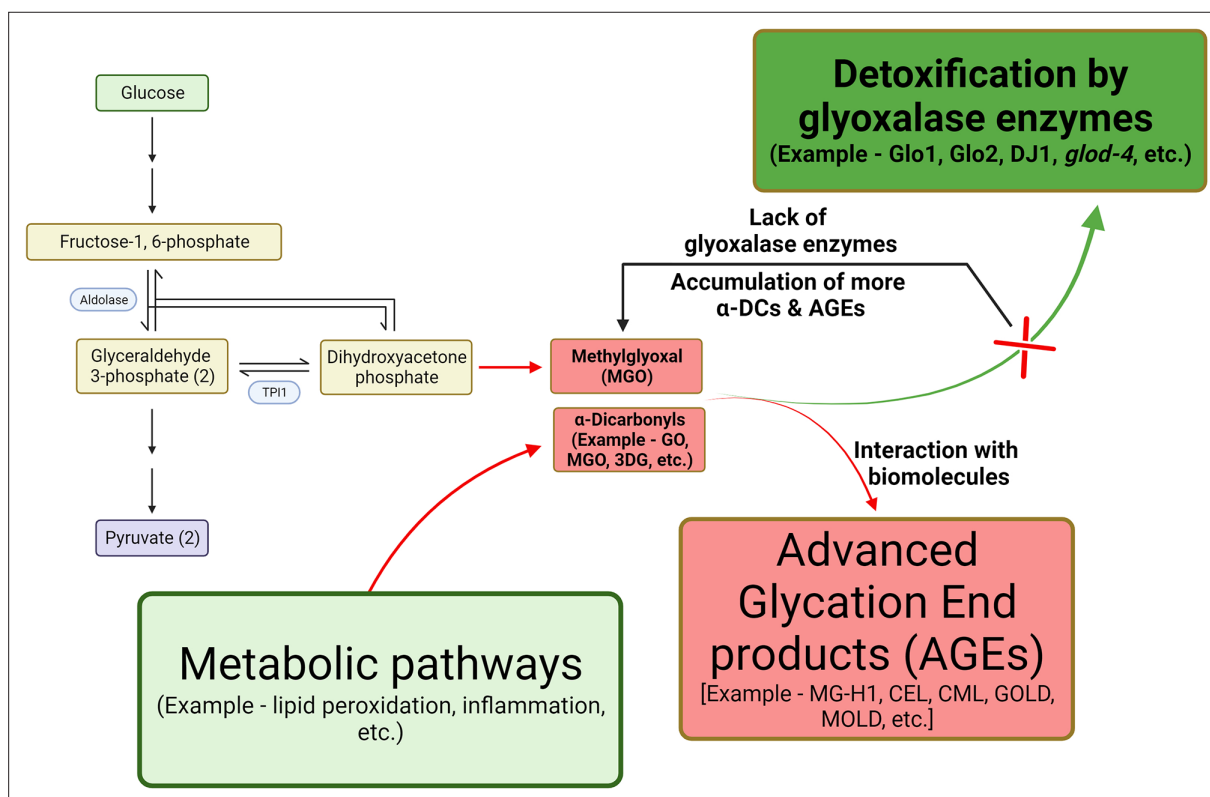 Glucose
Fructose-1, 6-phosphate
Aldolase
Glyceraldehyde
3-phosphate (2)
TPI1
Dihydroxyacetone
phosphate
Pyruvate (2)
Methylglyoxal
(MGO)
α-Dicarbonyls
(Example - GO,
MGO, 3DG, etc.)
Metabolic pathways
(Example - lipid peroxidation, inflammation,
etc.)
Detoxification by
glyoxalase enzymes
(Example - Glo1, Glo2, DJ1, glod-4, etc.)
Lack of
glyoxalase enzymes
Accumulation of more
α-DCs & AGEs
Interaction with
biomolecules
Advanced
Glycation End
products (AGEs)
[Example - MG-H1, CEL, CML, GOLD,
MOLD, etc.]